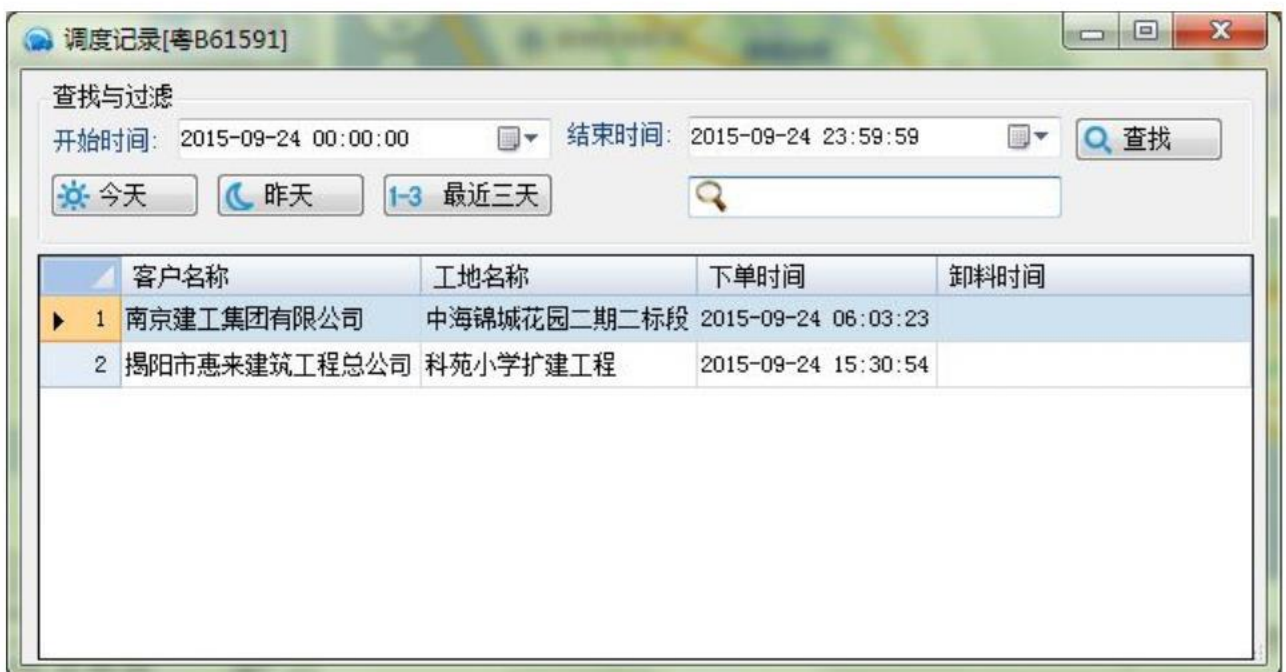 调度记录[粤B61591]
查找与过滤
开始时间: 2015-09-24 00:00:00 结束时间: 2015-09-24 23:59:59 查找
今天 昨天 1-3 最近三天
客户名称 工地名称 下单时间 卸料时间
1 南京建工集团有限公司 中海锦城花园二期二标段 2015-09-24 06:03:23
2 揭阳市惠来建筑工程总公司 科苑小学扩建工程 2015-09-24 15:30:54